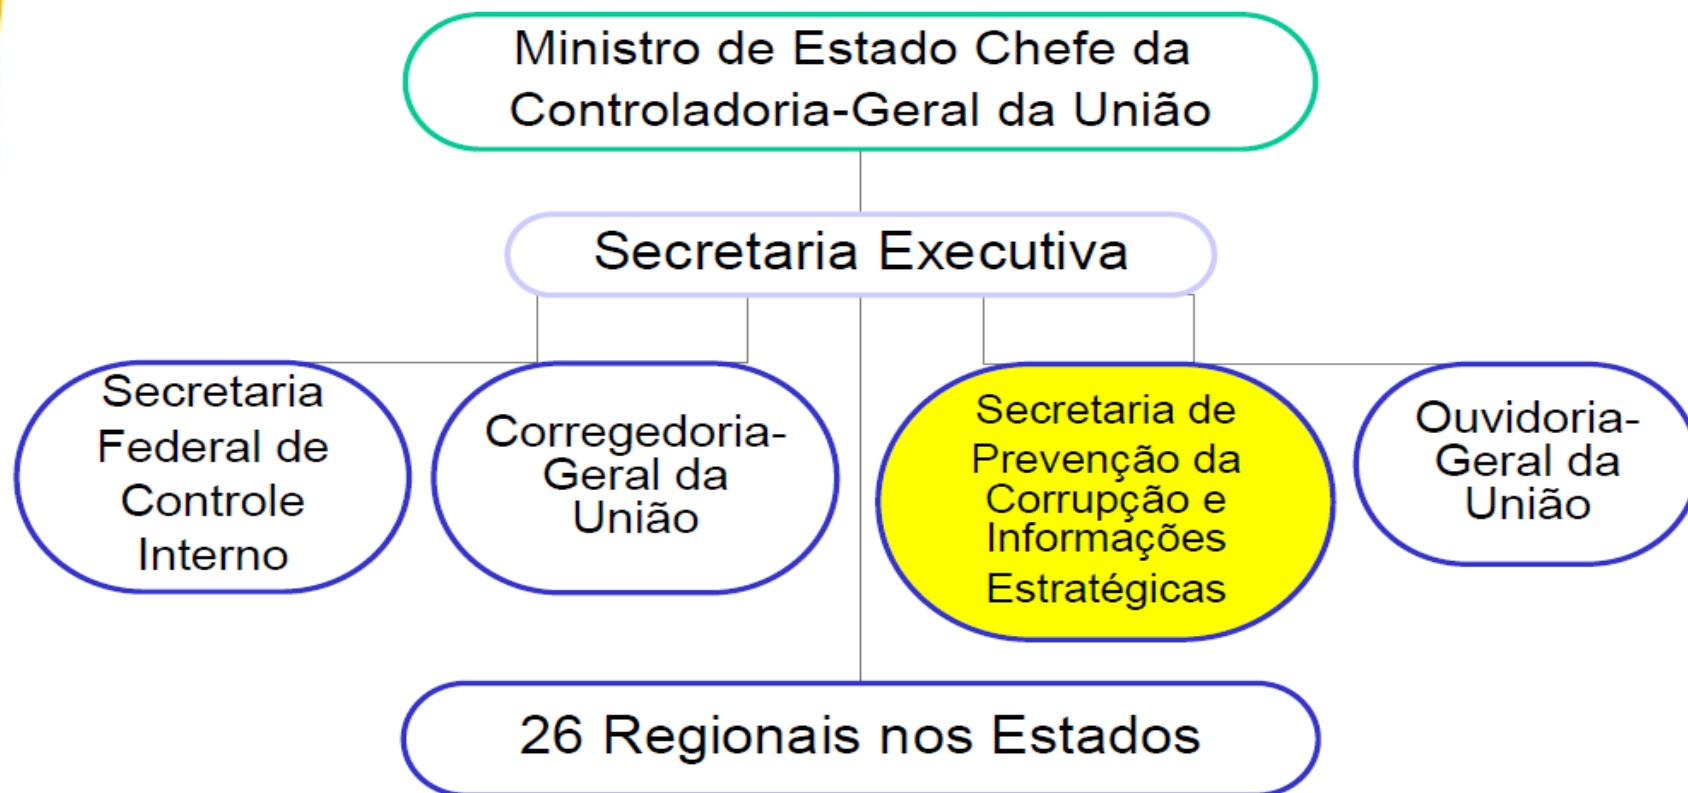 Ministro de Estado Chefe da
Controladoria-Geral da União
Secretaria Executiva
Secretaria
Federal de
Controle
Interno
Corregedoria-
Geral da
União
Secretaria de
Prevenção da
Corrupção e
Informações
Estratégicas
Ouvidoria-
Geral da
União
26 Regionais nos Estados